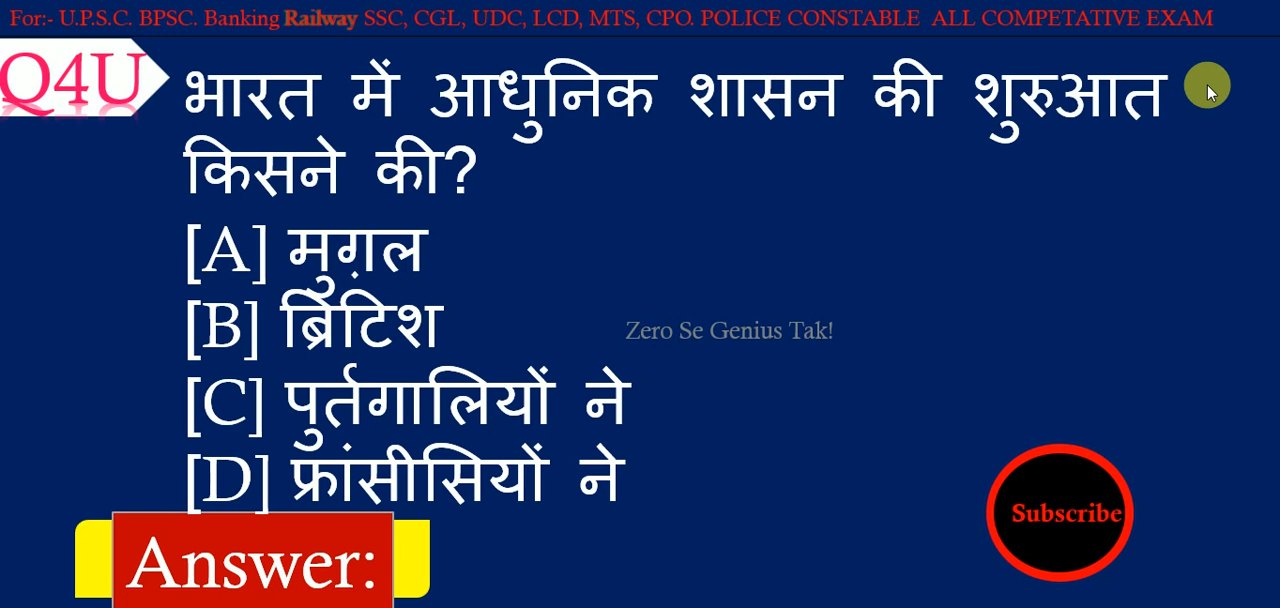 For:- U.P.S.C. BPSC. Banking Railway SSC, CGL, UDC, LCD, MTS, CPO. POLICE CONSTABLE ALL COMPETATIVE EXAM
Q4U
भारत में आधुनिक शासन की शुरुआत
किसने की?
[A] मुग़ल
[B] ब्रिटिश
Zero Se Genius Tak!
[C] पुर्तगालियों ने
[D] फ्रांसीसियों ने
Subscribe
Answer: